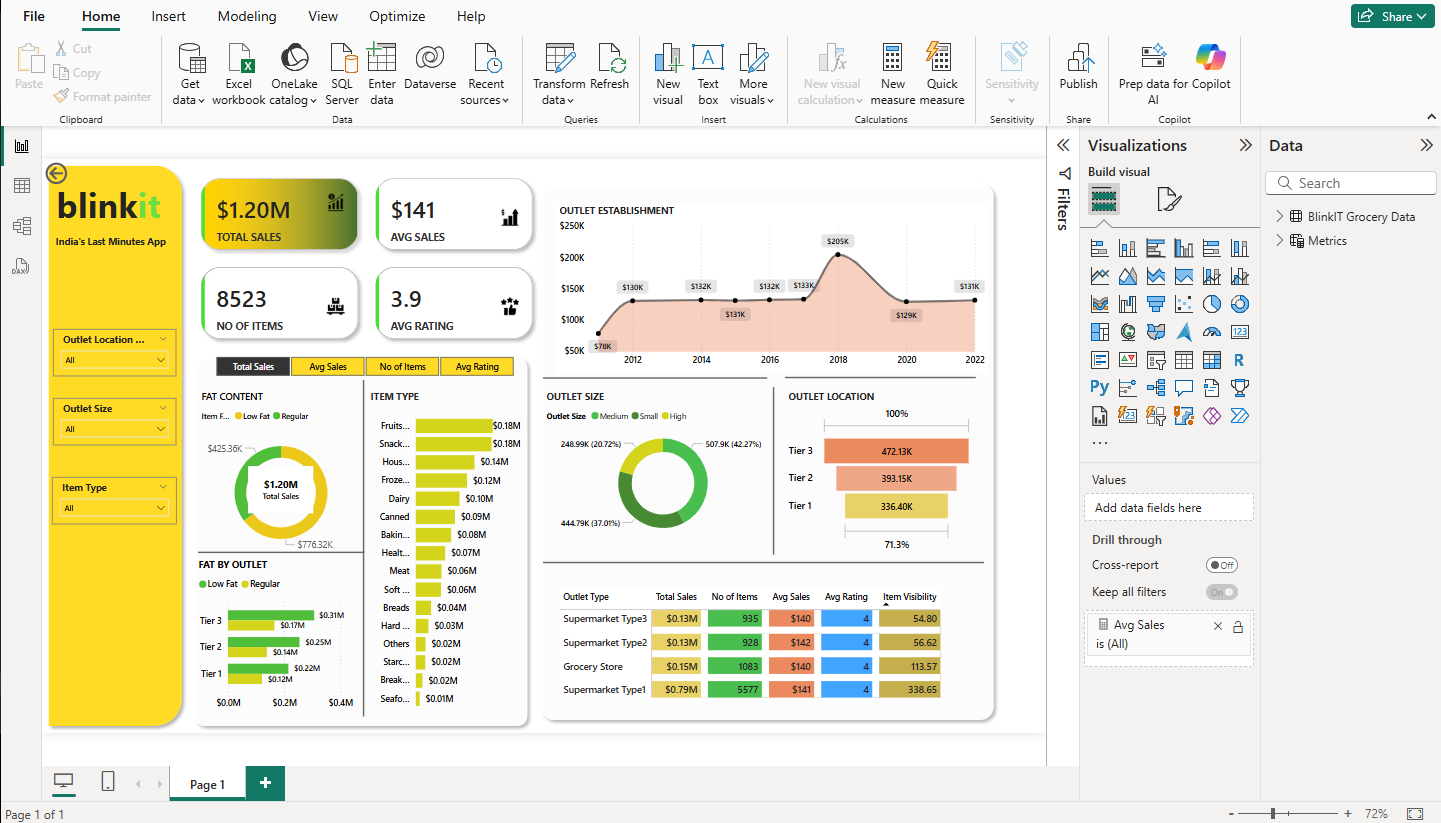 File Home Insert Modeling View Optimize Help Share
Paste
Cut
Copy
Format painter
Clipboard
Get data
Excel workbook
OneLake catalog
SQL Server
Enter data
Dataverse
Recent sources
Data
Transform data
Refresh
Queries
New visual
Text box
More visuals
Insert
New visual calculation
New measure
Quick measure
Calculations
Sensitivity
Sensitivity
Publish
Share
Prep data for AI
Copilot
Copilot
blinkit
India's Last Minutes App
Outlet Location ...
All
Outlet Size
All
Item Type
All
$1.20M
TOTAL SALES
$141
AVG SALES
8523
NO OF ITEMS
3.9
AVG RATING
Total Sales Avg Sales No of Items Avg Rating
FAT CONTENT
Item F... Low Fat Regular
$425.36K
$1.20M
Total Sales
$776.32K
FAT BY OUTLET
Low Fat Regular
Tier 3 $0.31M
$0.17M
Tier 2 $0.25M
$0.14M
Tier 1 $0.22M
$0.12M
$0.0M $0.2M $0.4M
ITEM TYPE
Fruits... $0.18M
Snack... $0.18M
Hous... $0.14M
Froze... $0.12M
Dairy $0.10M
Canned $0.09M
Bakin... $0.08M
Healt... $0.07M
Meat $0.06M
Soft ... $0.06M
Breads $0.04M
Hard ... $0.03M
Others $0.02M
Starc... $0.02M
Break... $0.02M
Seafo... $0.01M
OUTLET ESTABLISHMENT
$250K
$200K
$150K
$100K
$50K
$78K
$130K
$132K
$131K
$132K
$133K
$205K
$129K
$131K
2012 2014 2016 2018 2020 2022
OUTLET SIZE
Outlet Size Medium Small High
248.99K (20.72%)
507.9K (42.27%)
444.79K (37.01%)
OUTLET LOCATION
100%
Tier 3 472.13K
Tier 2 393.15K
Tier 1 336.40K
71.3%
Outlet Type Total Sales No of Items Avg Sales Avg Rating Item Visibility
Supermarket Type3 $0.13M 935 $140 4 54.80
Supermarket Type2 $0.13M 928 $142 4 56.62
Grocery Store $0.15M 1083 $140 4 113.57
Supermarket Type1 $0.79M 5577 $141 4 338.65
Filters
Visualizations
Build visual
123
R
Py
123
...
Values
Add data fields here
Drill through
Cross-report Off
Keep all filters On
Avg Sales
is (All)
Data
Search
BlinkIT Grocery Data
Metrics
Page 1
+
Page 1 of 1
- + 72%